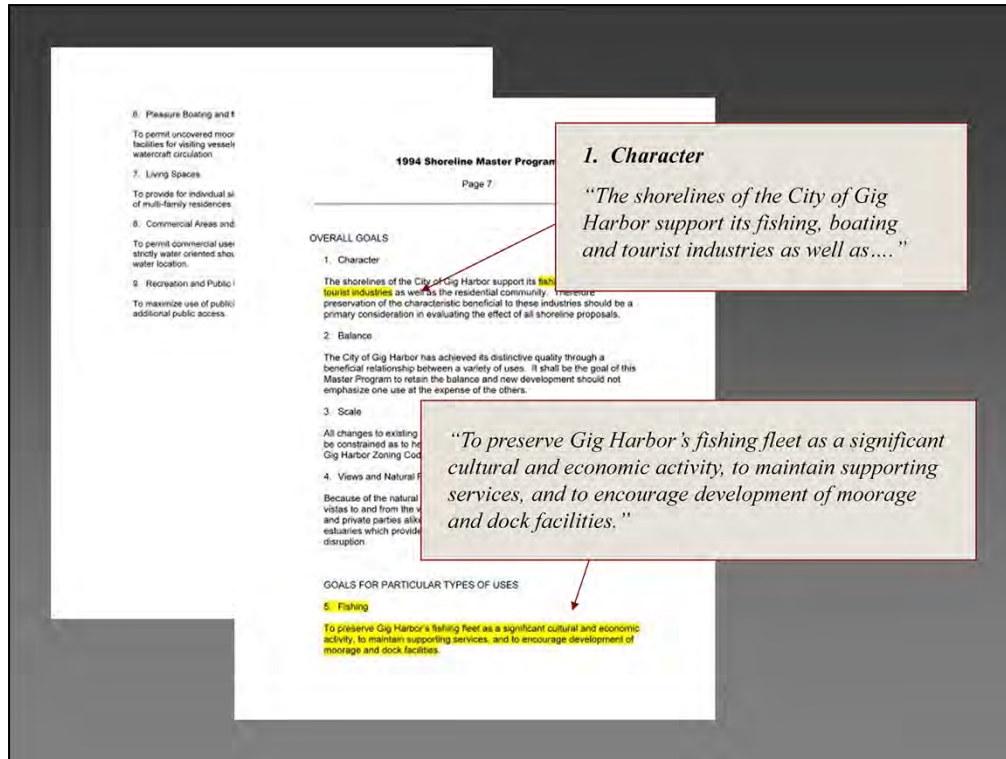 6. Pleasure Boating and
To permit uncovered moor
facilities for visiting vessels
watercraft circulation.
7. Living Spaces
To provide for individual
of multi-family residences.
8. Commercial Areas and
To permit commercial uses
strictly water oriented
water location.
9. Recreation and Public
To maximize use of
additional public access.
1994 Shoreline Master Program
Page 7
OVERALL GOALS
1. Character
The shorelines of the City of Gig Harbor support its
tourist industries as well as the residential community. Therefore
preservation of the characteristic beneficial to these industries should be a
primary consideration in evaluating the effect of all shoreline proposals.
2. Balance
The City of Gig Harbor has achieved its distinctive quality through a
beneficial relationship between a variety of uses. It shall be the goal of this
Master Program to retain the balance and new development should not
emphasize one use at the expense of the others.
3. Scale
All changes to existing
be constrained as to
Gig Harbor Zoning
4. Views and Natural
Because of the natural
vistas to and from the
and private parties
estuaries which provide
disruption.
GOALS FOR PARTICULAR TYPES OF USES
5. Fishing
To preserve Gig Harbor's fishing fleet as a significant cultural and economic
activity, to maintain supporting services, and to encourage development of
moorage and dock facilities.
1. Character
“The shorelines of the City of Gig
Harbor support its fishing, boating
and tourist industries as well as….”
“To preserve Gig Harbor’s fishing fleet as a significant
cultural and economic activity, to maintain supporting
services, and to encourage development of moorage
and dock facilities.”